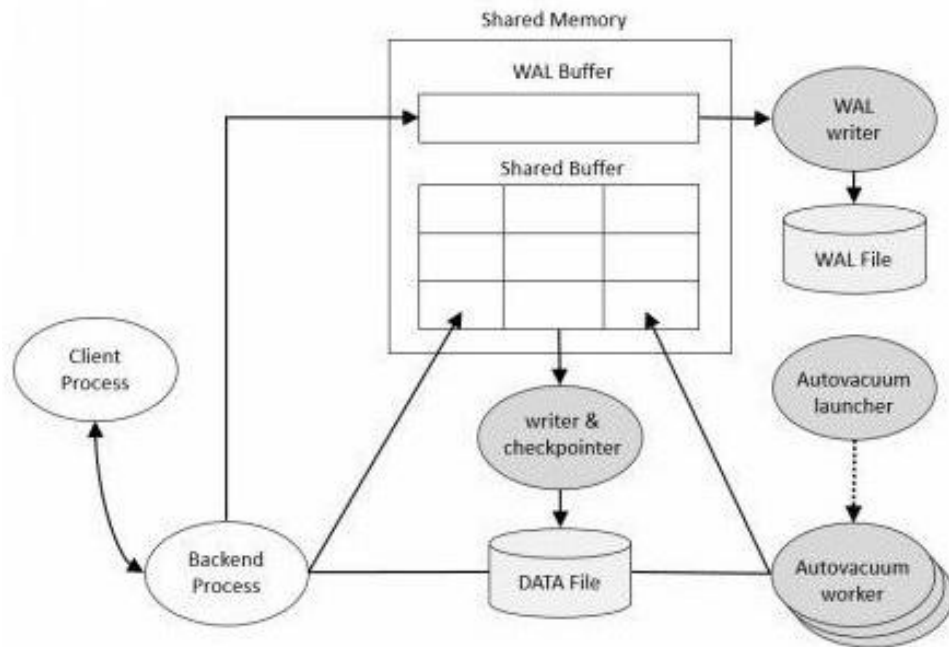 Shared Memory
WAL Buffer
WAL
writer
Shared Buffer
WAL File
Client
Process
Autovacuum
launcher
writer &
checkpointer
Backend
Process
DATA File
Autovacuum
worker